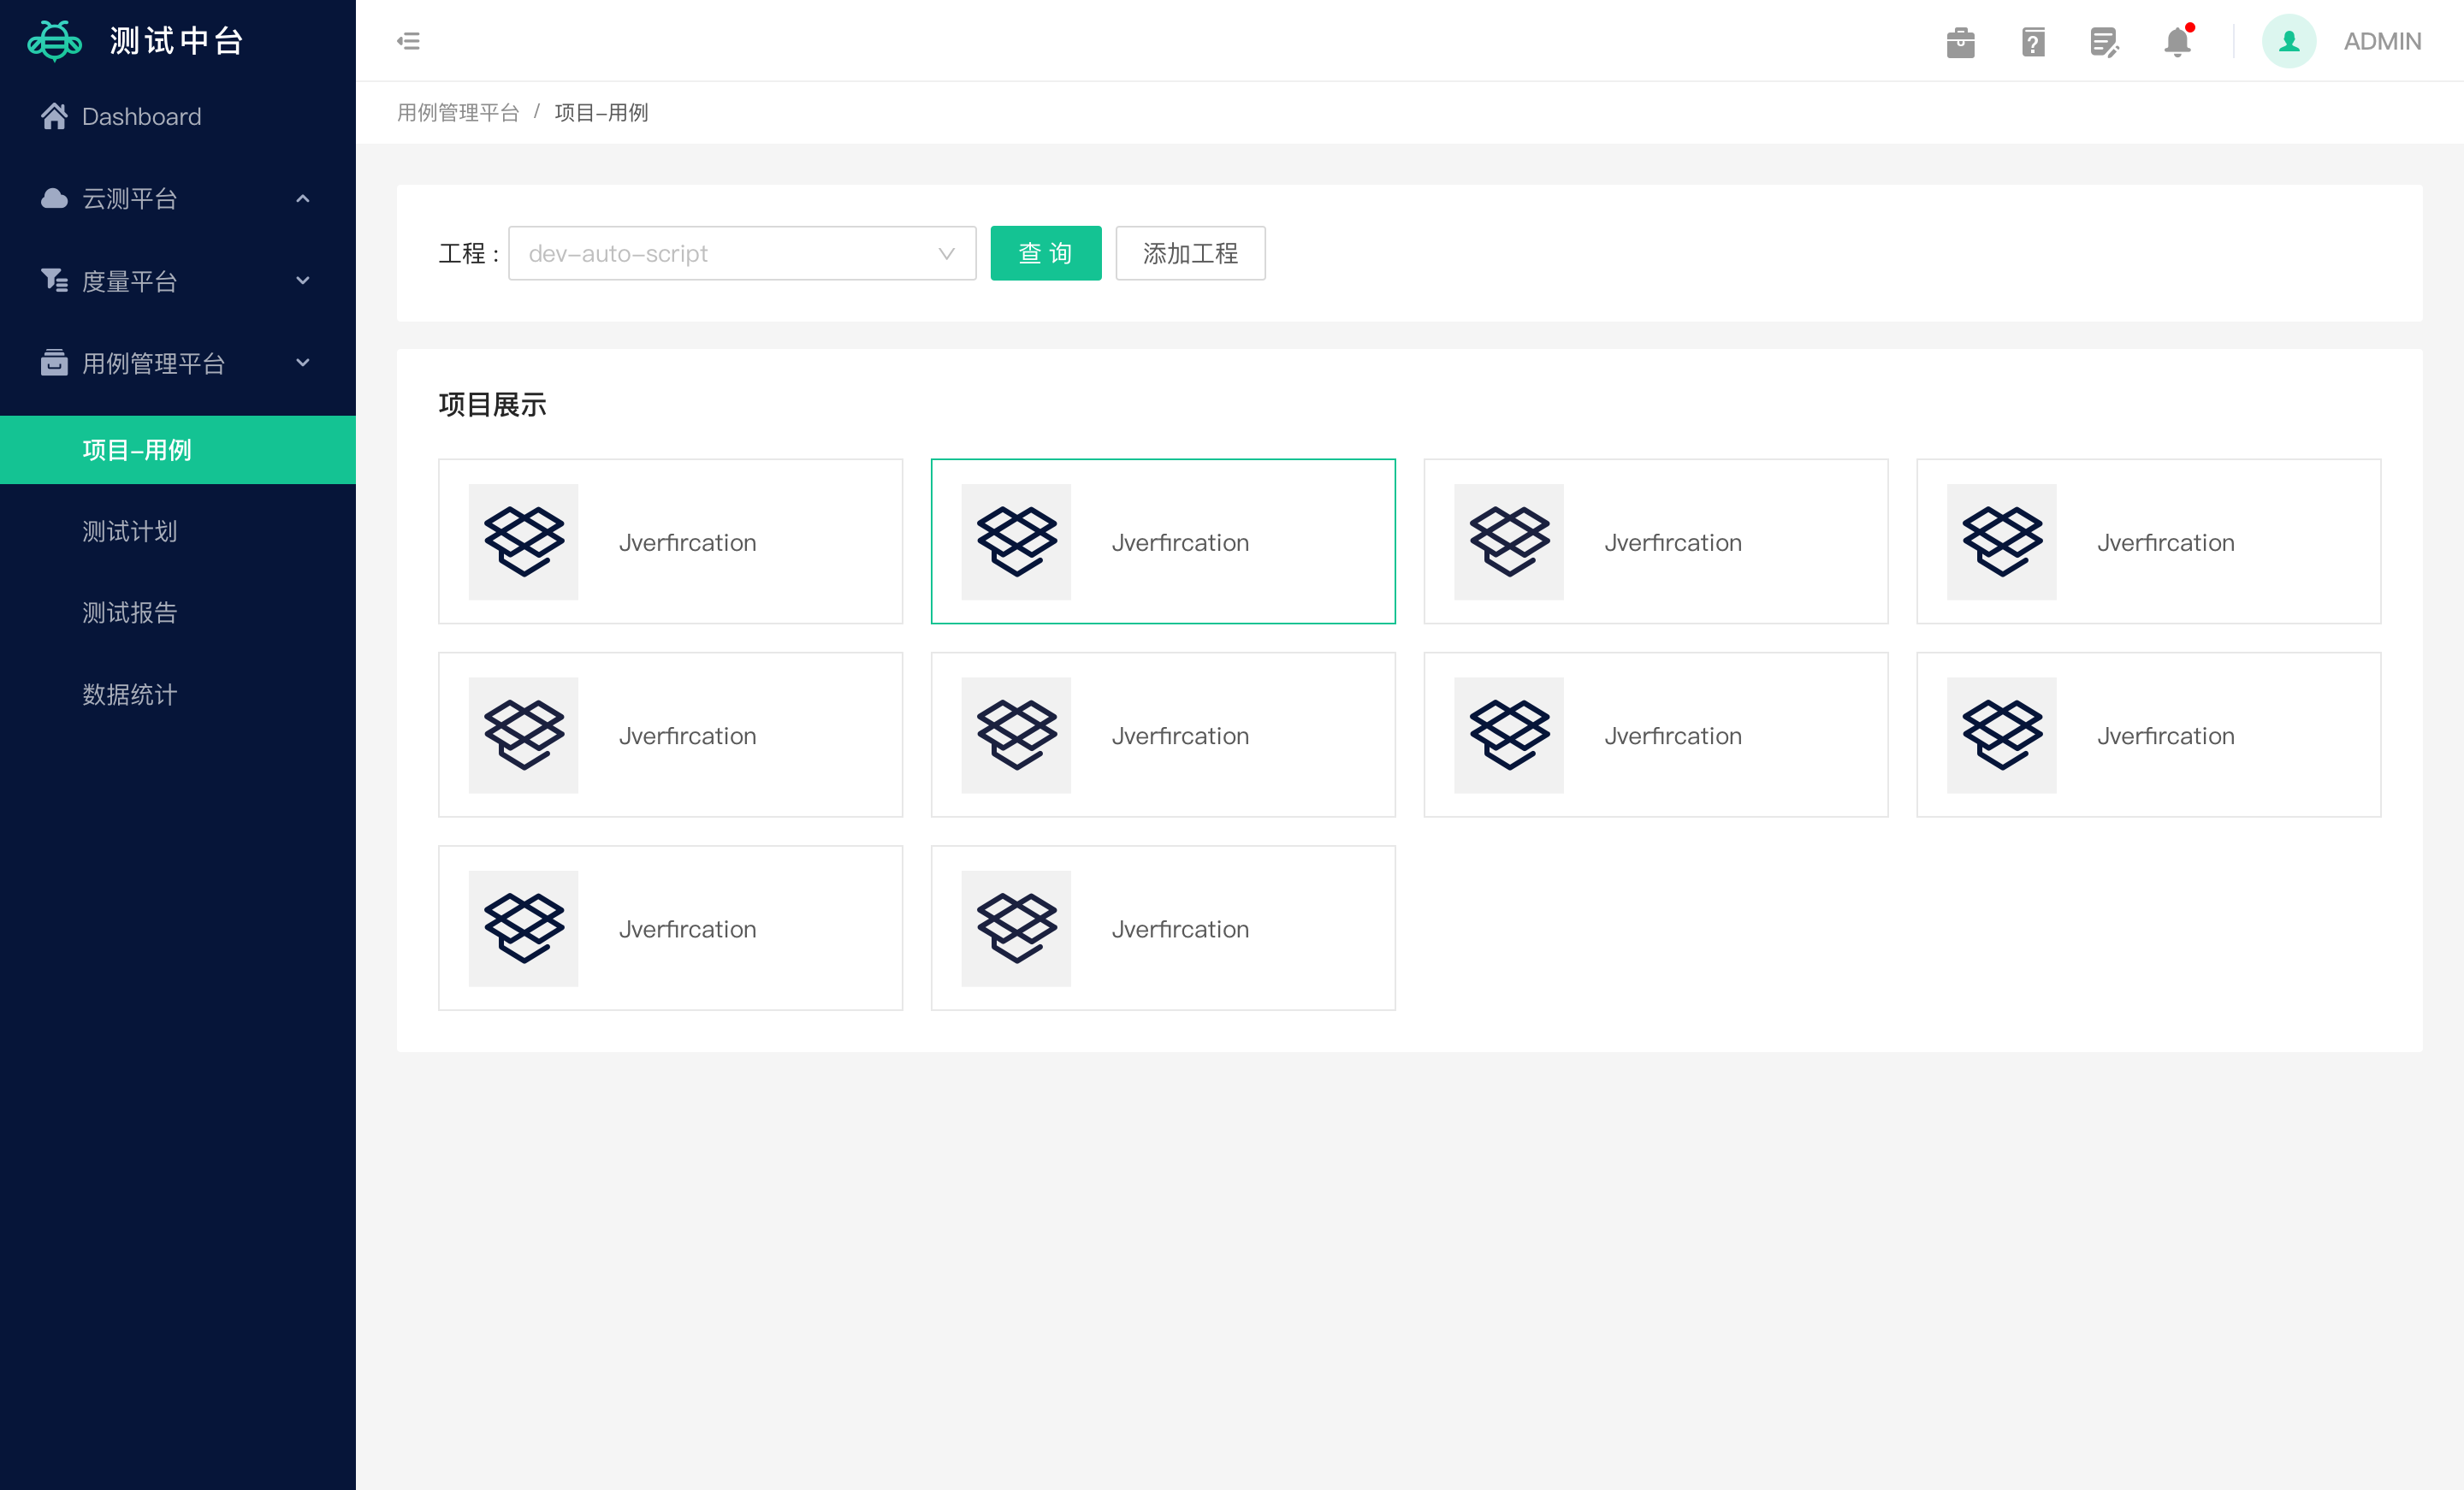 测试中台
ADMIN
Dashboard
云测平台
度量平台
用例管理平台
项目–用例
测试计划
测试报告
数据统计
用例管理平台 / 项目–用例
工程 : dev–auto–script 查 询 添加工程
项目展示
Jverfircation Jverfircation Jverfircation Jverfircation
Jverfircation Jverfircation Jverfircation Jverfircation
Jverfircation Jverfircation